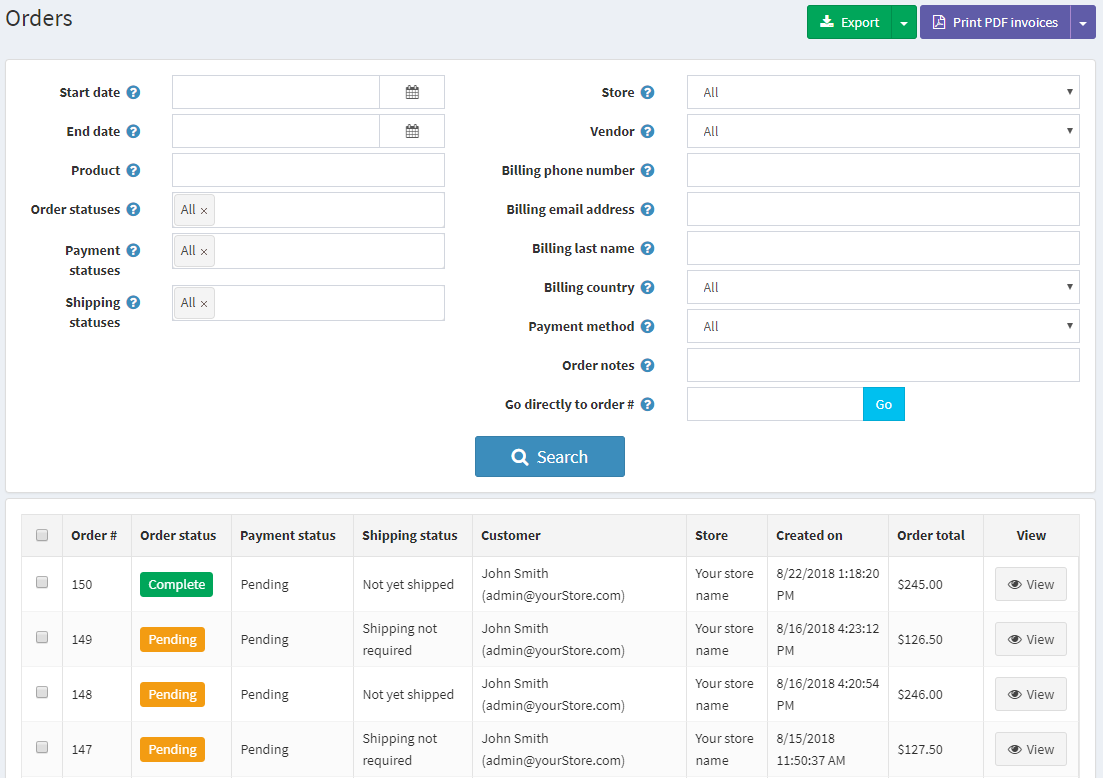 Orders
Export
Print PDF invoices
Start date
End date
Product
Order statuses
All ×
Payment
statuses
All ×
Shipping
statuses
All ×
Store
All
Vendor
All
Billing phone number
Billing email address
Billing last name
Billing country
All
Payment method
All
Order notes
Go directly to order #
Go
Search
Order # Order status Payment status Shipping status Customer Store Created on Order total View
150 Complete Pending Not yet shipped John Smith (admin@yourStore.com) Your store name 8/22/2018 1:18:20 PM $245.00 View
149 Pending Pending Shipping not required John Smith (admin@yourStore.com) Your store name 8/16/2018 4:23:12 PM $126.50 View
148 Pending Pending Not yet shipped John Smith (admin@yourStore.com) Your store name 8/16/2018 4:20:54 PM $246.00 View
147 Pending Pending Shipping not required John Smith (admin@yourStore.com) Your store name 8/15/2018 11:50:37 AM $127.50 View